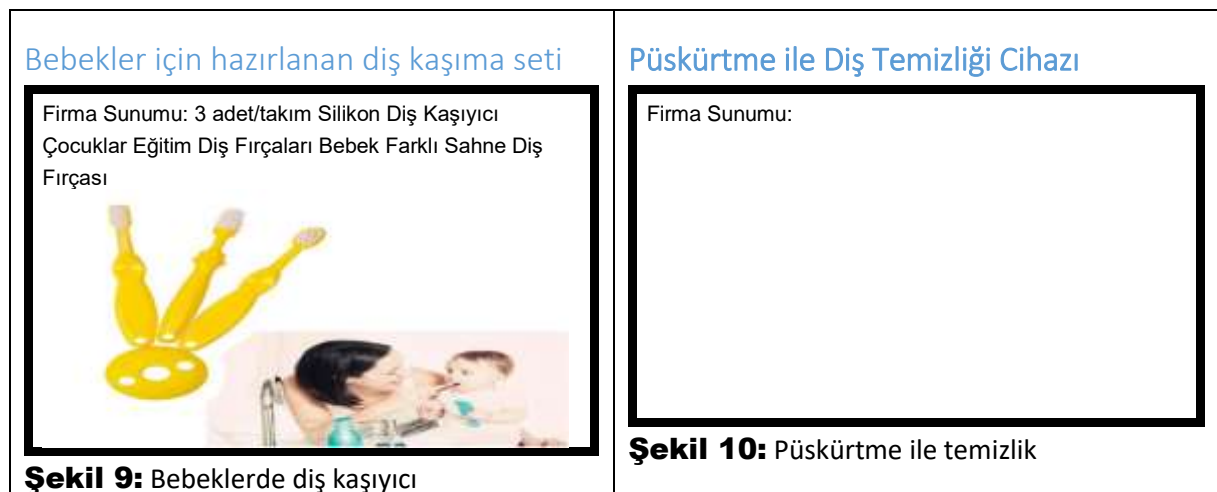 Bebekler için hazırlanan diş kaşıma seti
Firma Sunumu: 3 adet/takım Silikon Diş Kaşıyıcı
Çocuklar Eğitim Diş Fırçaları Bebek Farklı Sahne Diş
Fırçası
Şekil 9: Bebeklerde diş kaşıyıcı
Püskürtme ile Diş Temizliği Cihazı
Firma Sunumu:
Şekil 10: Püskürtme ile temizlik